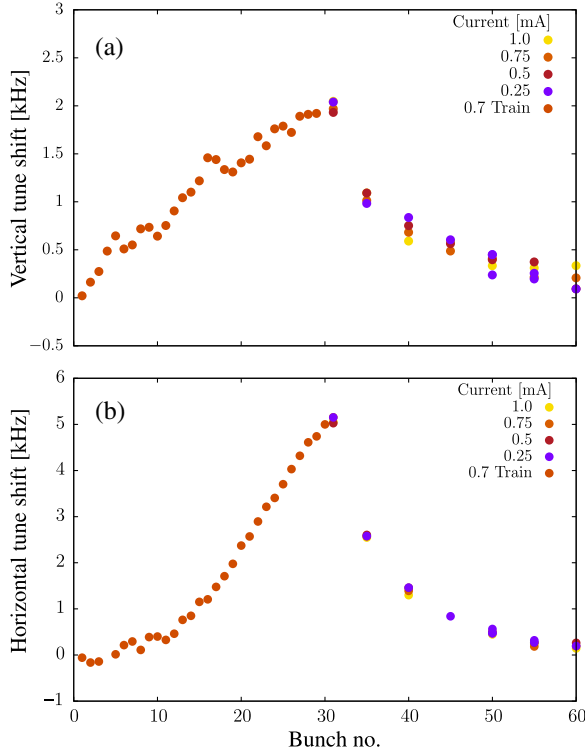 3
2.5
2
1.5
1
0.5
0
−0.5
Vertical tune shift [kHz]
(a)
Current [mA]
1.0
0.75
0.5
0.25
0.7 Train
6
5
4
3
2
1
0
−1
Horizontal tune shift [kHz]
(b)
Current [mA]
1.0
0.75
0.5
0.25
0.7 Train
0 10 20 30 40 50 60
Bunch no.